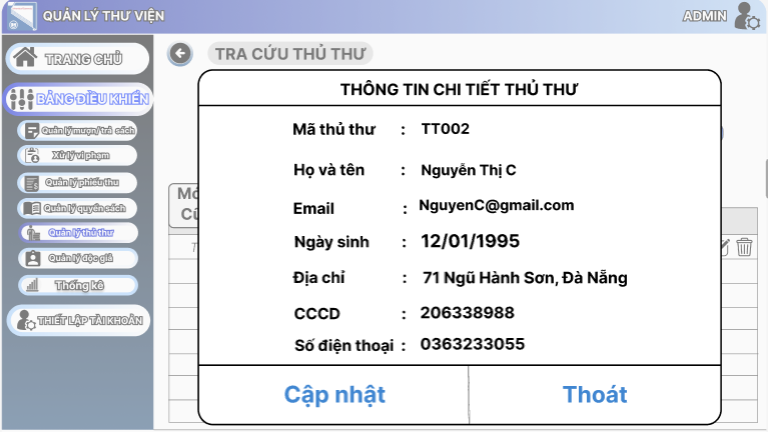 QUẢN LÝ THƯ VIỆN
ADMIN
TRANG CHỦ
TRA CỨU THỦ THƯ
THÔNG TIN CHI TIẾT THỦ THƯ
BẢNG ĐIỀU KHIỂN
Mã thủ thư : TT002
Quản lý mượn/trả sách
Xử lý vi phạm
Họ và tên : Nguyễn Thị C
Quản lý phiếu thu
Email : NguyenC@gmail.com
Quản lý quyển sách
Quản lý thủ thư
Ngày sinh : 12/01/1995
Quản lý độc giả
Địa chỉ : 71 Ngũ Hành Sơn, Đà Nẵng
Thống kê
CCCD : 206338988
THIẾT LẬP TÀI KHOẢN
Số điện thoại : 0363233055
Cập nhật
Thoát